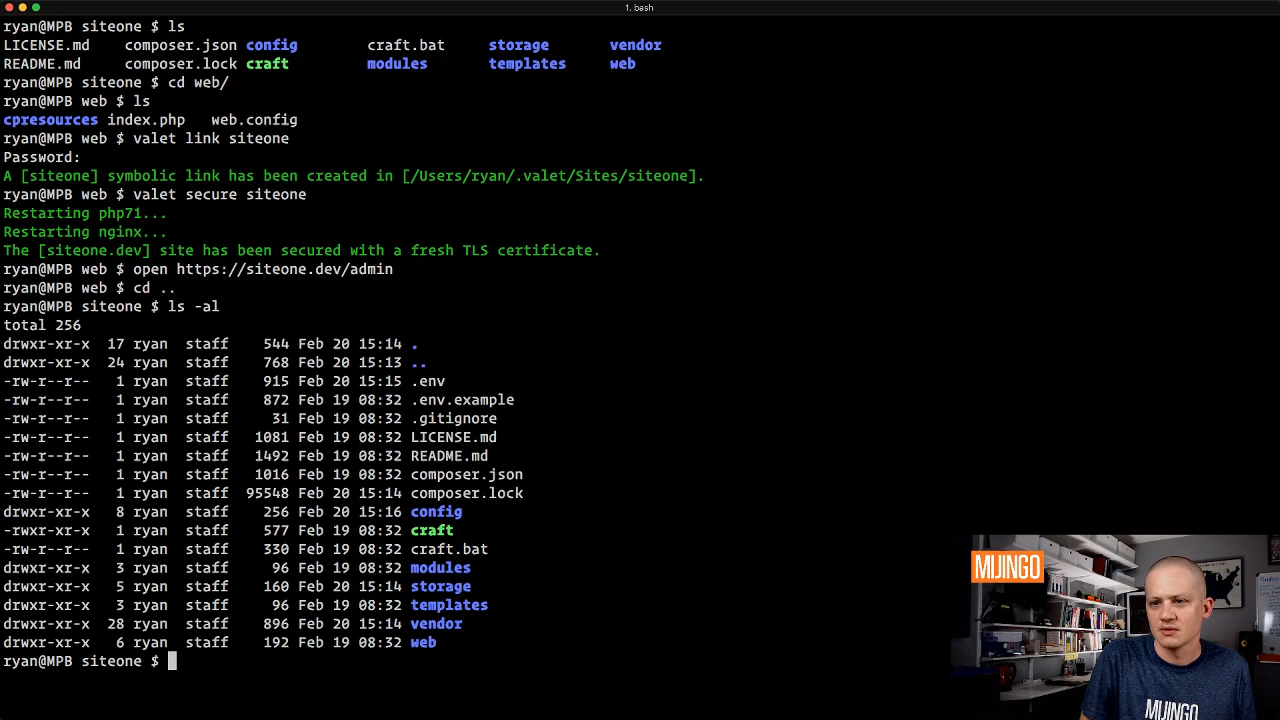 1. bash
ryan@MPB siteone $ ls
LICENSE.md composer.json config craft.bat storage vendor
README.md composer.lock craft modules templates web
ryan@MPB siteone $ cd web/
ryan@MPB web $ ls
cpresources index.php web.config
ryan@MPB web $ valet link siteone
Password:
A [siteone] symbolic link has been created in [/Users/ryan/.valet/Sites/siteone].
ryan@MPB web $ valet secure siteone
Restarting php71...
Restarting nginx...
The [siteone.dev] site has been secured with a fresh TLS certificate.
ryan@MPB web $ open https://siteone.dev/admin
ryan@MPB web $ cd ..
ryan@MPB siteone $ ls -al
total 256
drwxr-xr-x 17 ryan staff 544 Feb 20 15:14 .
drwxr-xr-x 24 ryan staff 768 Feb 20 15:13 ..
-rw-r--r-- 1 ryan staff 915 Feb 20 15:15 .env
-rw-r--r-- 1 ryan staff 872 Feb 19 08:32 .env.example
-rw-r--r-- 1 ryan staff 31 Feb 19 08:32 .gitignore
-rw-r--r-- 1 ryan staff 1081 Feb 19 08:32 LICENSE.md
-rw-r--r-- 1 ryan staff 1492 Feb 19 08:32 README.md
-rw-r--r-- 1 ryan staff 1016 Feb 19 08:32 composer.json
-rw-r--r-- 1 ryan staff 95548 Feb 20 15:14 composer.lock
drwxr-xr-x 8 ryan staff 256 Feb 20 15:16 config
-rwxr-xr-x 1 ryan staff 577 Feb 19 08:32 craft
-rw-r--r-- 1 ryan staff 330 Feb 19 08:32 craft.bat
drwxr-xr-x 3 ryan staff 96 Feb 19 08:32 modules
drwxr-xr-x 5 ryan staff 160 Feb 20 15:14 storage
drwxr-xr-x 3 ryan staff 96 Feb 19 08:32 templates
drwxr-xr-x 28 ryan staff 896 Feb 20 15:14 vendor
drwxr-xr-x 6 ryan staff 192 Feb 19 08:32 web
ryan@MPB siteone $
MIJINGO
MIJINGO